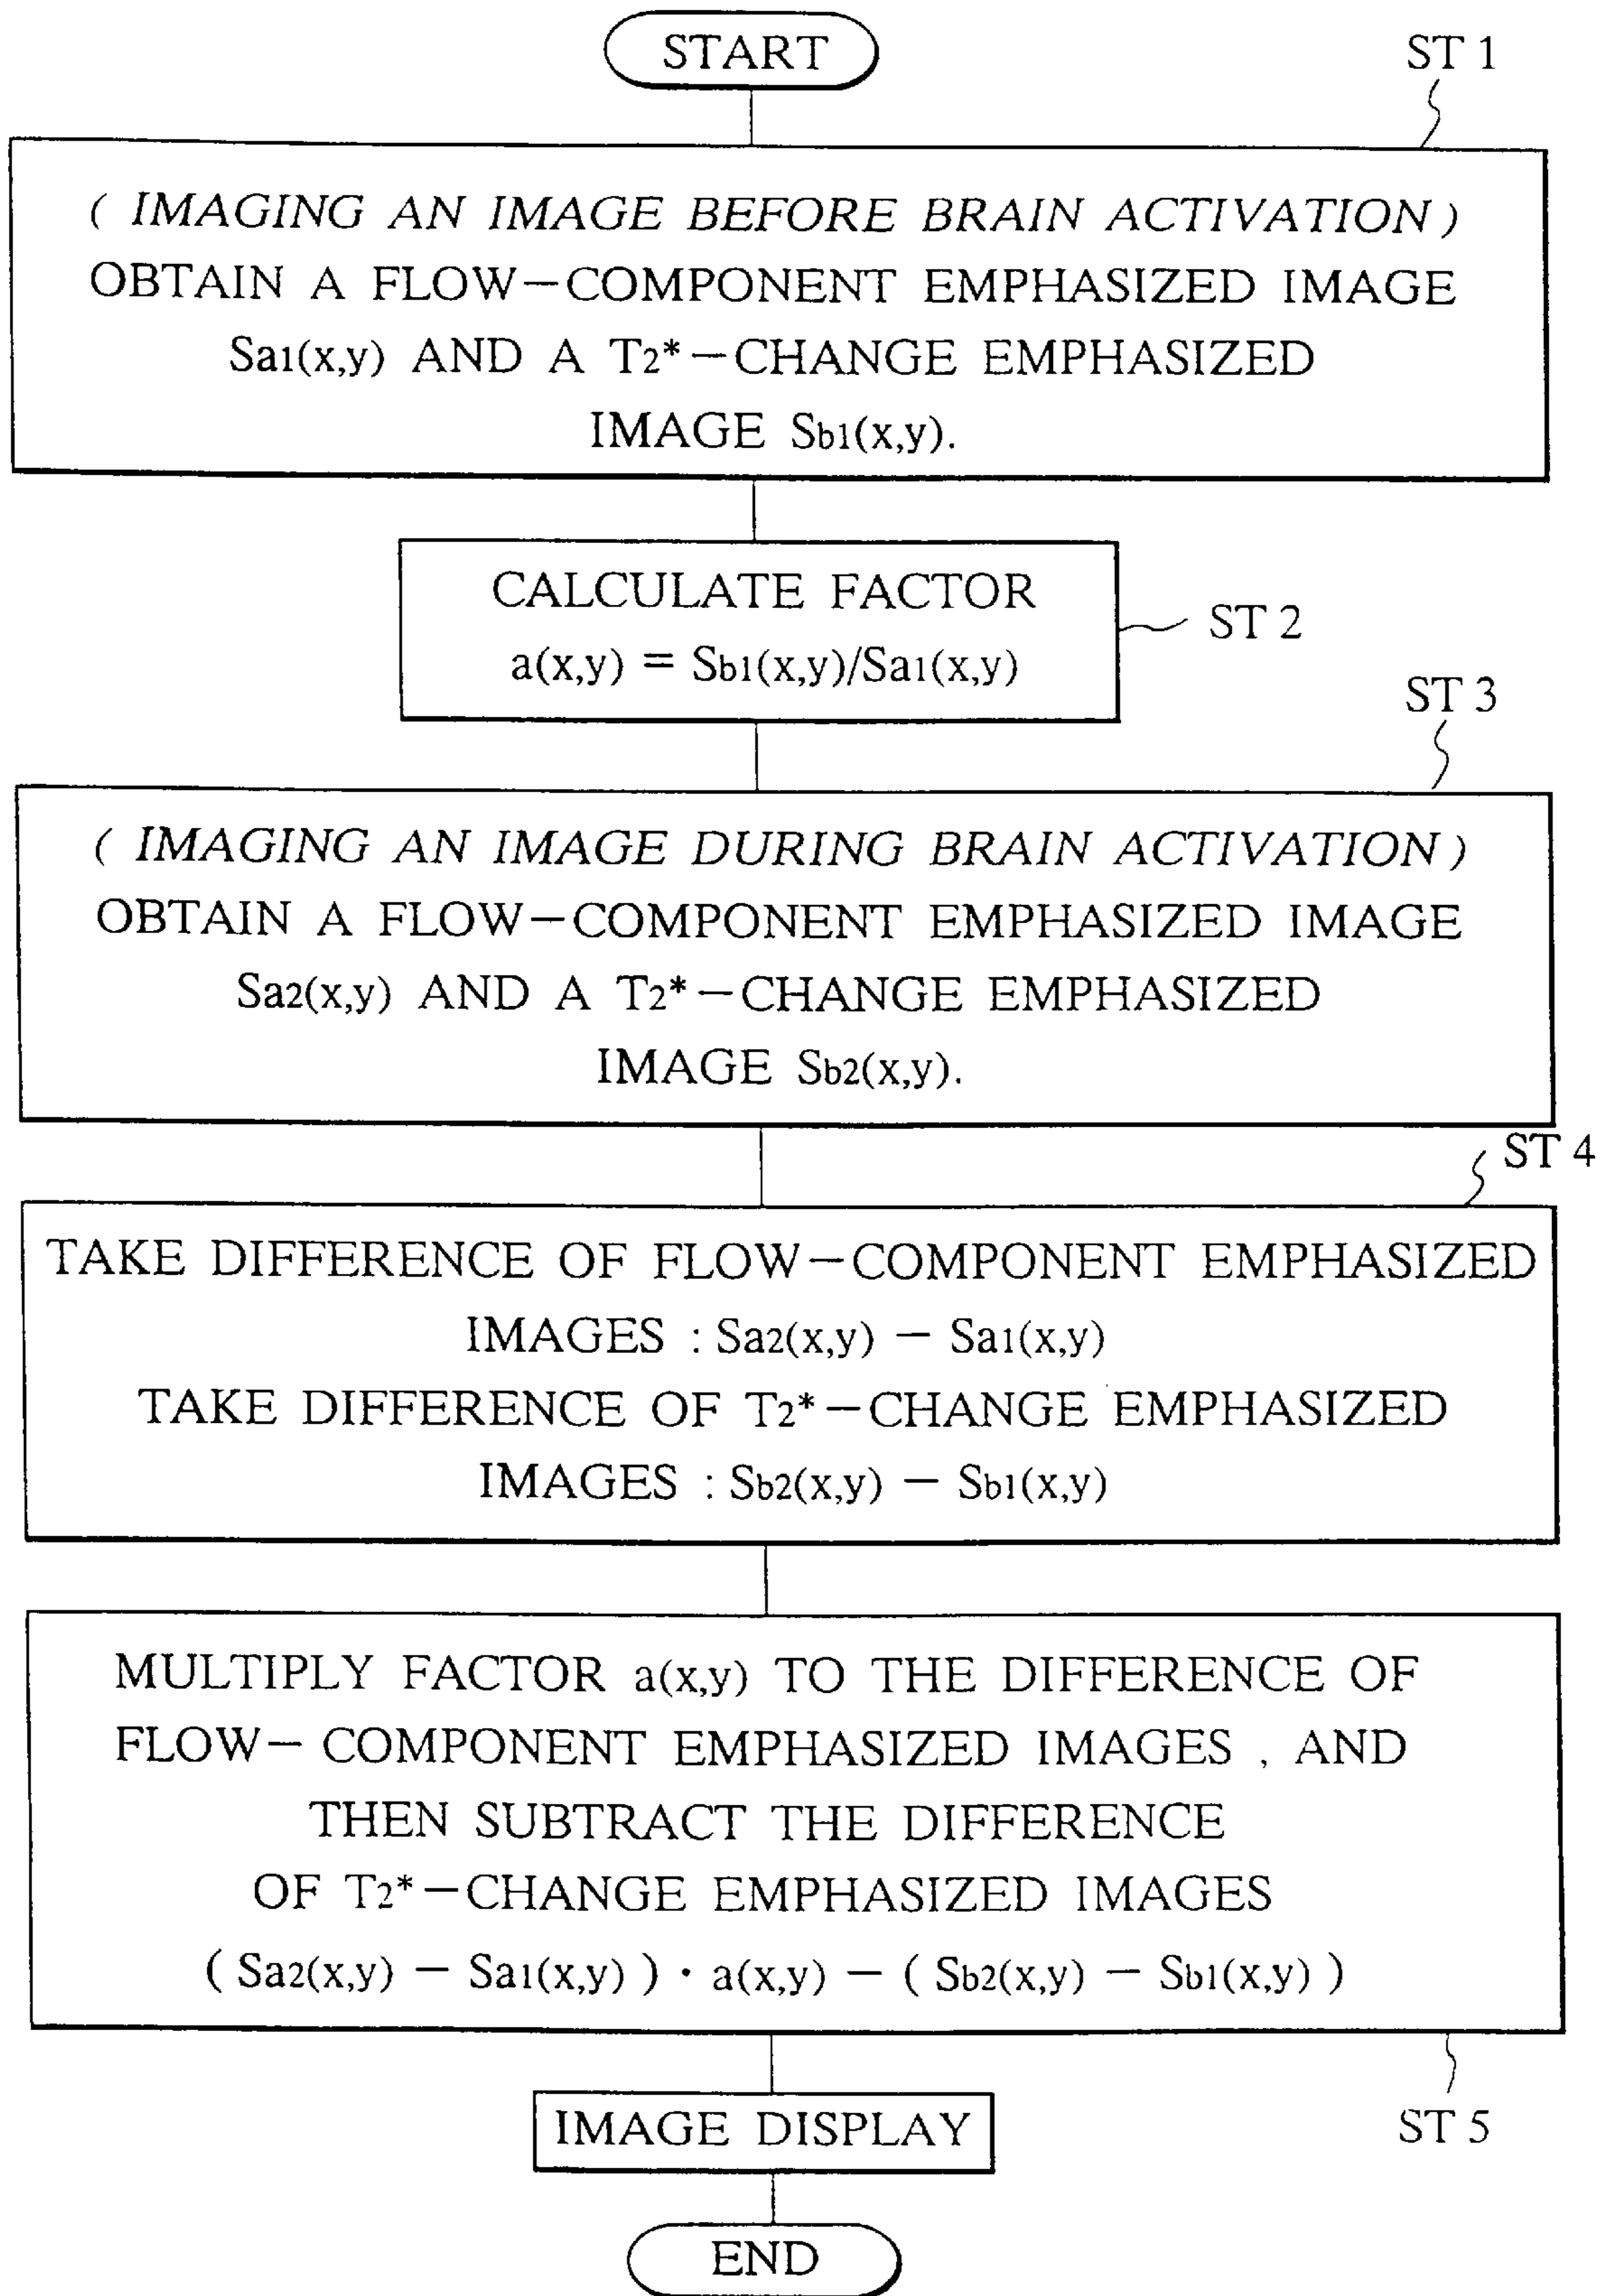 START
ST 1
( IMAGING AN IMAGE BEFORE BRAIN ACTIVATION )
OBTAIN A FLOW-COMPONENT EMPHASIZED IMAGE
Sa1(x,y) AND A T2*-CHANGE EMPHASIZED
IMAGE Sb1(x,y).
CALCULATE FACTOR
a(x,y) = Sb1(x,y)/Sa1(x,y)
ST 2
ST 3
( IMAGING AN IMAGE DURING BRAIN ACTIVATION )
OBTAIN A FLOW-COMPONENT EMPHASIZED IMAGE
Sa2(x,y) AND A T2*-CHANGE EMPHASIZED
IMAGE Sb2(x,y).
ST 4
TAKE DIFFERENCE OF FLOW-COMPONENT EMPHASIZED
IMAGES : Sa2(x,y) - Sa1(x,y)
TAKE DIFFERENCE OF T2*-CHANGE EMPHASIZED
IMAGES : Sb2(x,y) - Sb1(x,y)
MULTIPLY FACTOR a(x,y) TO THE DIFFERENCE OF
FLOW- COMPONENT EMPHASIZED IMAGES , AND
THEN SUBTRACT THE DIFFERENCE
OF T2*-CHANGE EMPHASIZED IMAGES
( Sa2(x,y) - Sa1(x,y) ) · a(x,y) - ( Sb2(x,y) - Sb1(x,y) )
ST 5
IMAGE DISPLAY
END